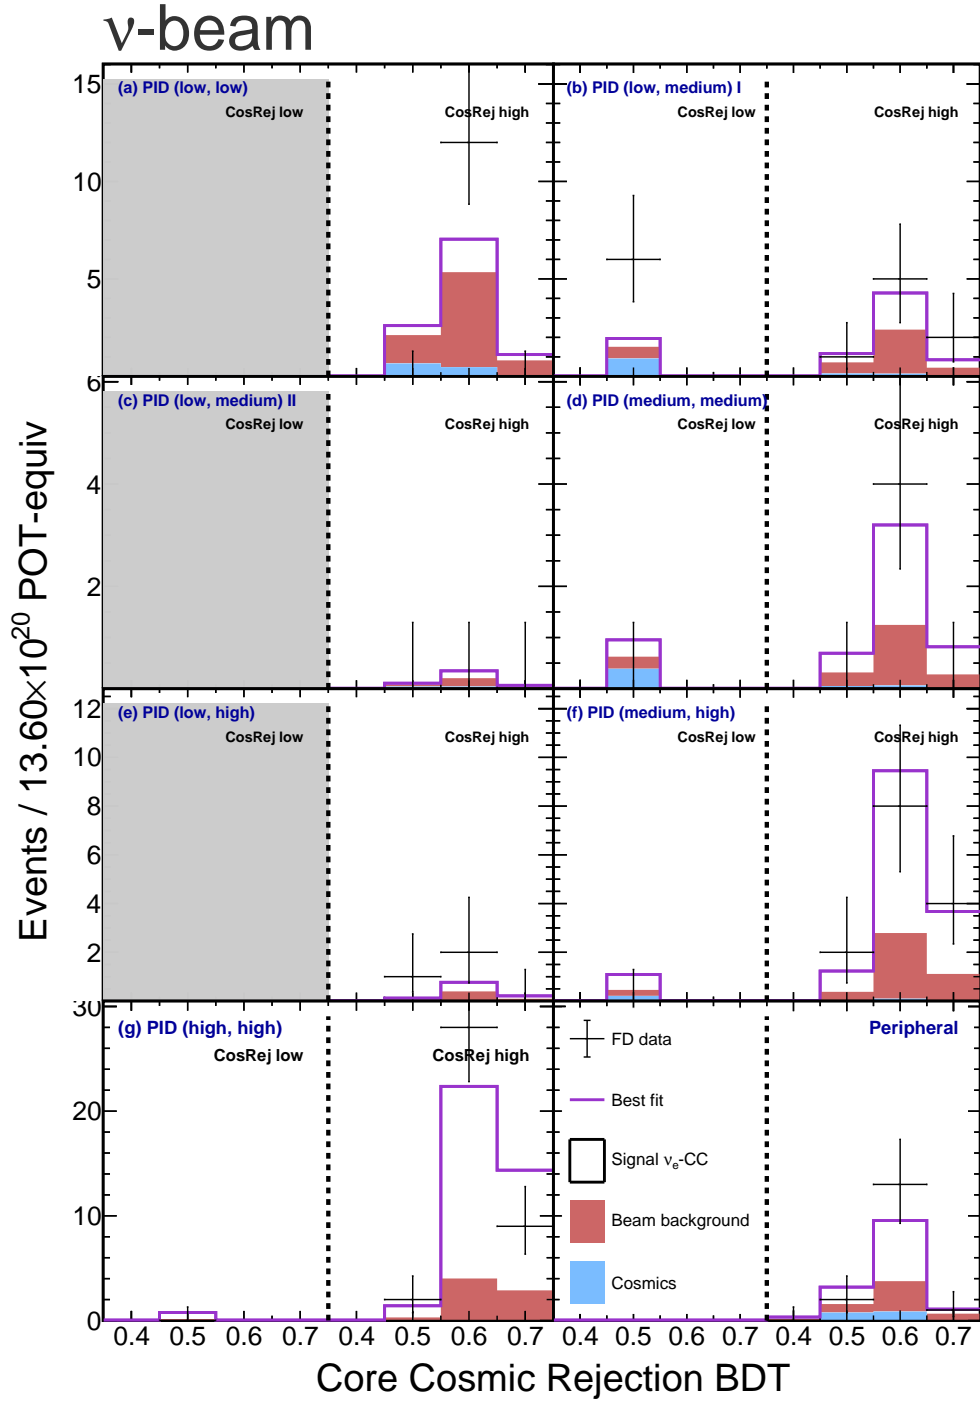 ν-beam
(a) PID (low, low)
CosRej low
CosRej high
15
10
5
(b) PID (low, medium) I
CosRej low
CosRej high
(c) PID (low, medium) II
CosRej low
CosRej high
6
4
2
(d) PID (medium, medium)
CosRej low
CosRej high
(e) PID (low, high)
CosRej low
CosRej high
12
10
8
6
4
2
(f) PID (medium, high)
CosRej low
CosRej high
(g) PID (high, high)
CosRej low
CosRej high
30
20
10
0
Peripheral
FD data
Best fit
Signal νe-CC
Beam background
Cosmics
0.4 0.5 0.6 0.7 0.4 0.5 0.6 0.7 0.4 0.5 0.6 0.7 0.4 0.5 0.6 0.7
Events / 13.60×10^20 POT-equiv
Core Cosmic Rejection BDT